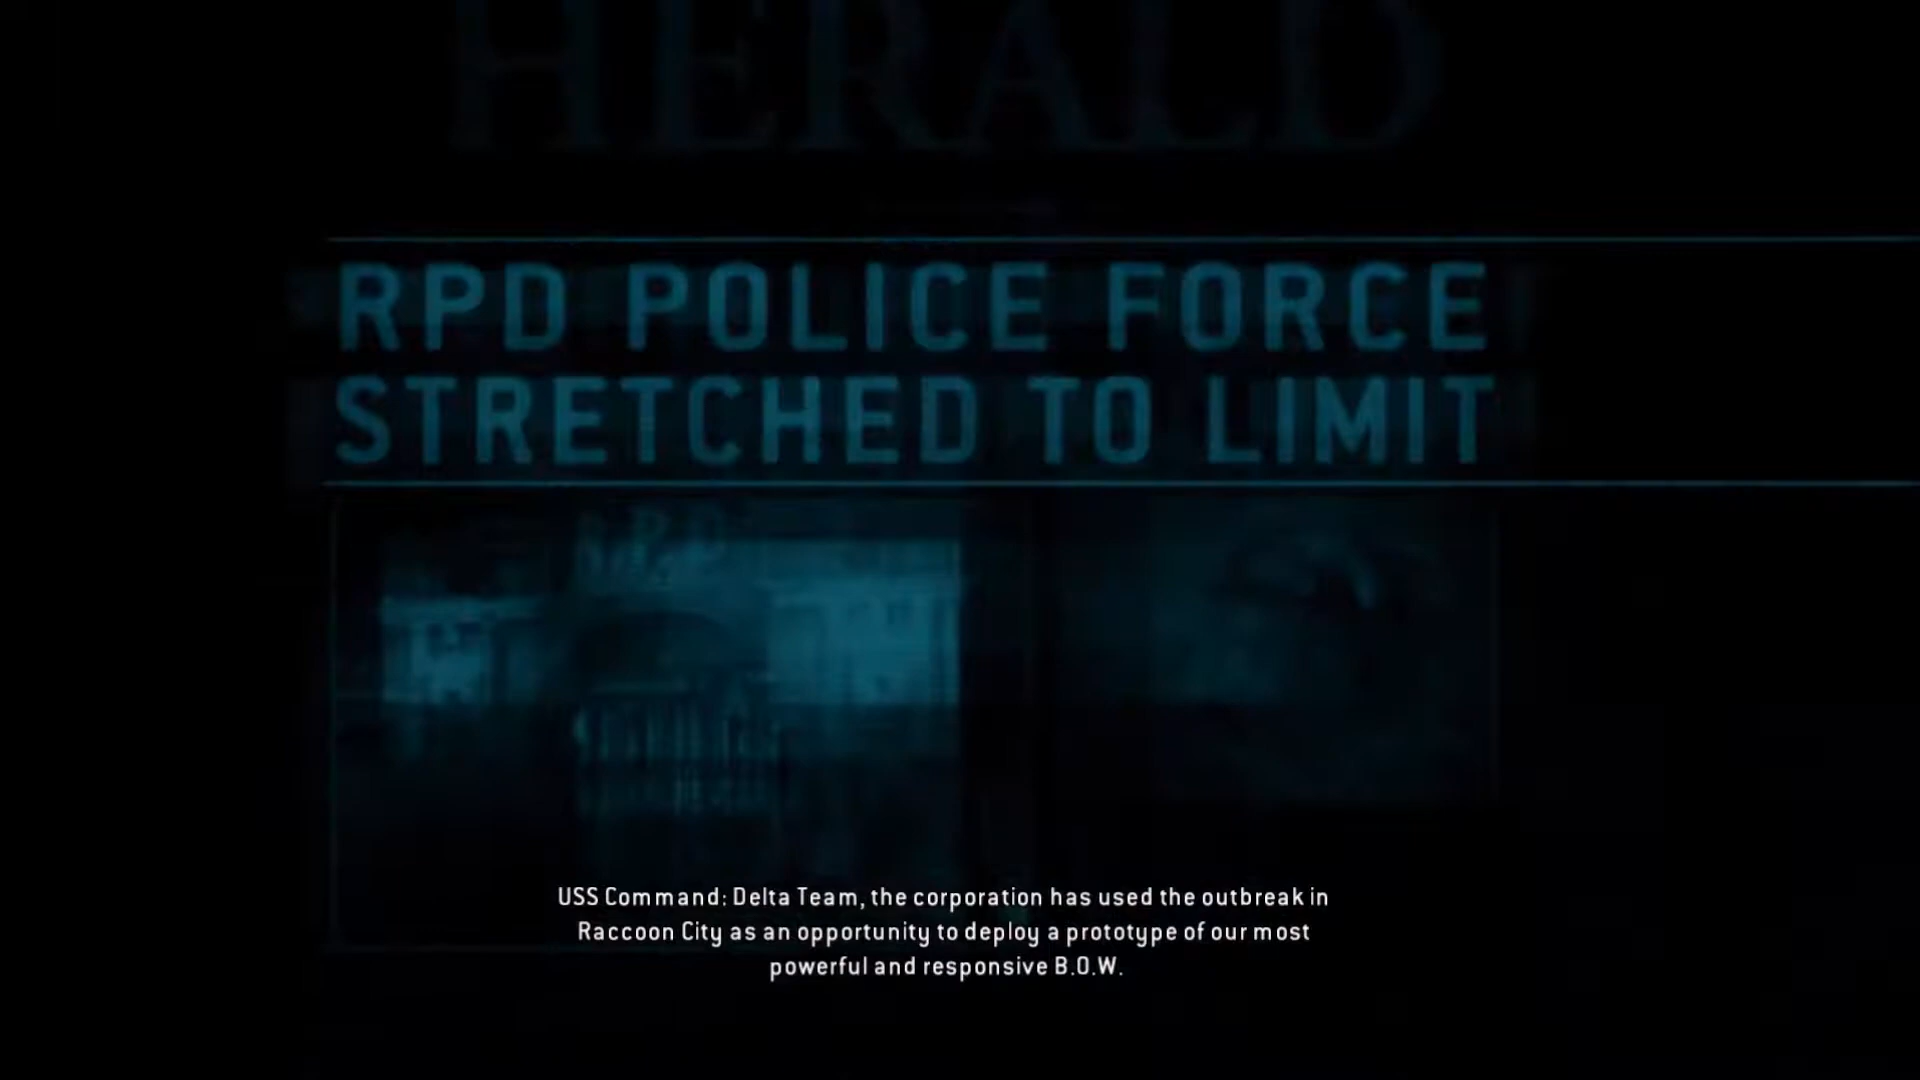 HERALD
RPD POLICE FORCE
STRETCHED TO LIMIT
RPD
USS Command: Delta Team, the corporation has used the outbreak in
Raccoon City as an opportunity to deploy a prototype of our most
powerful and responsive B.O.W.